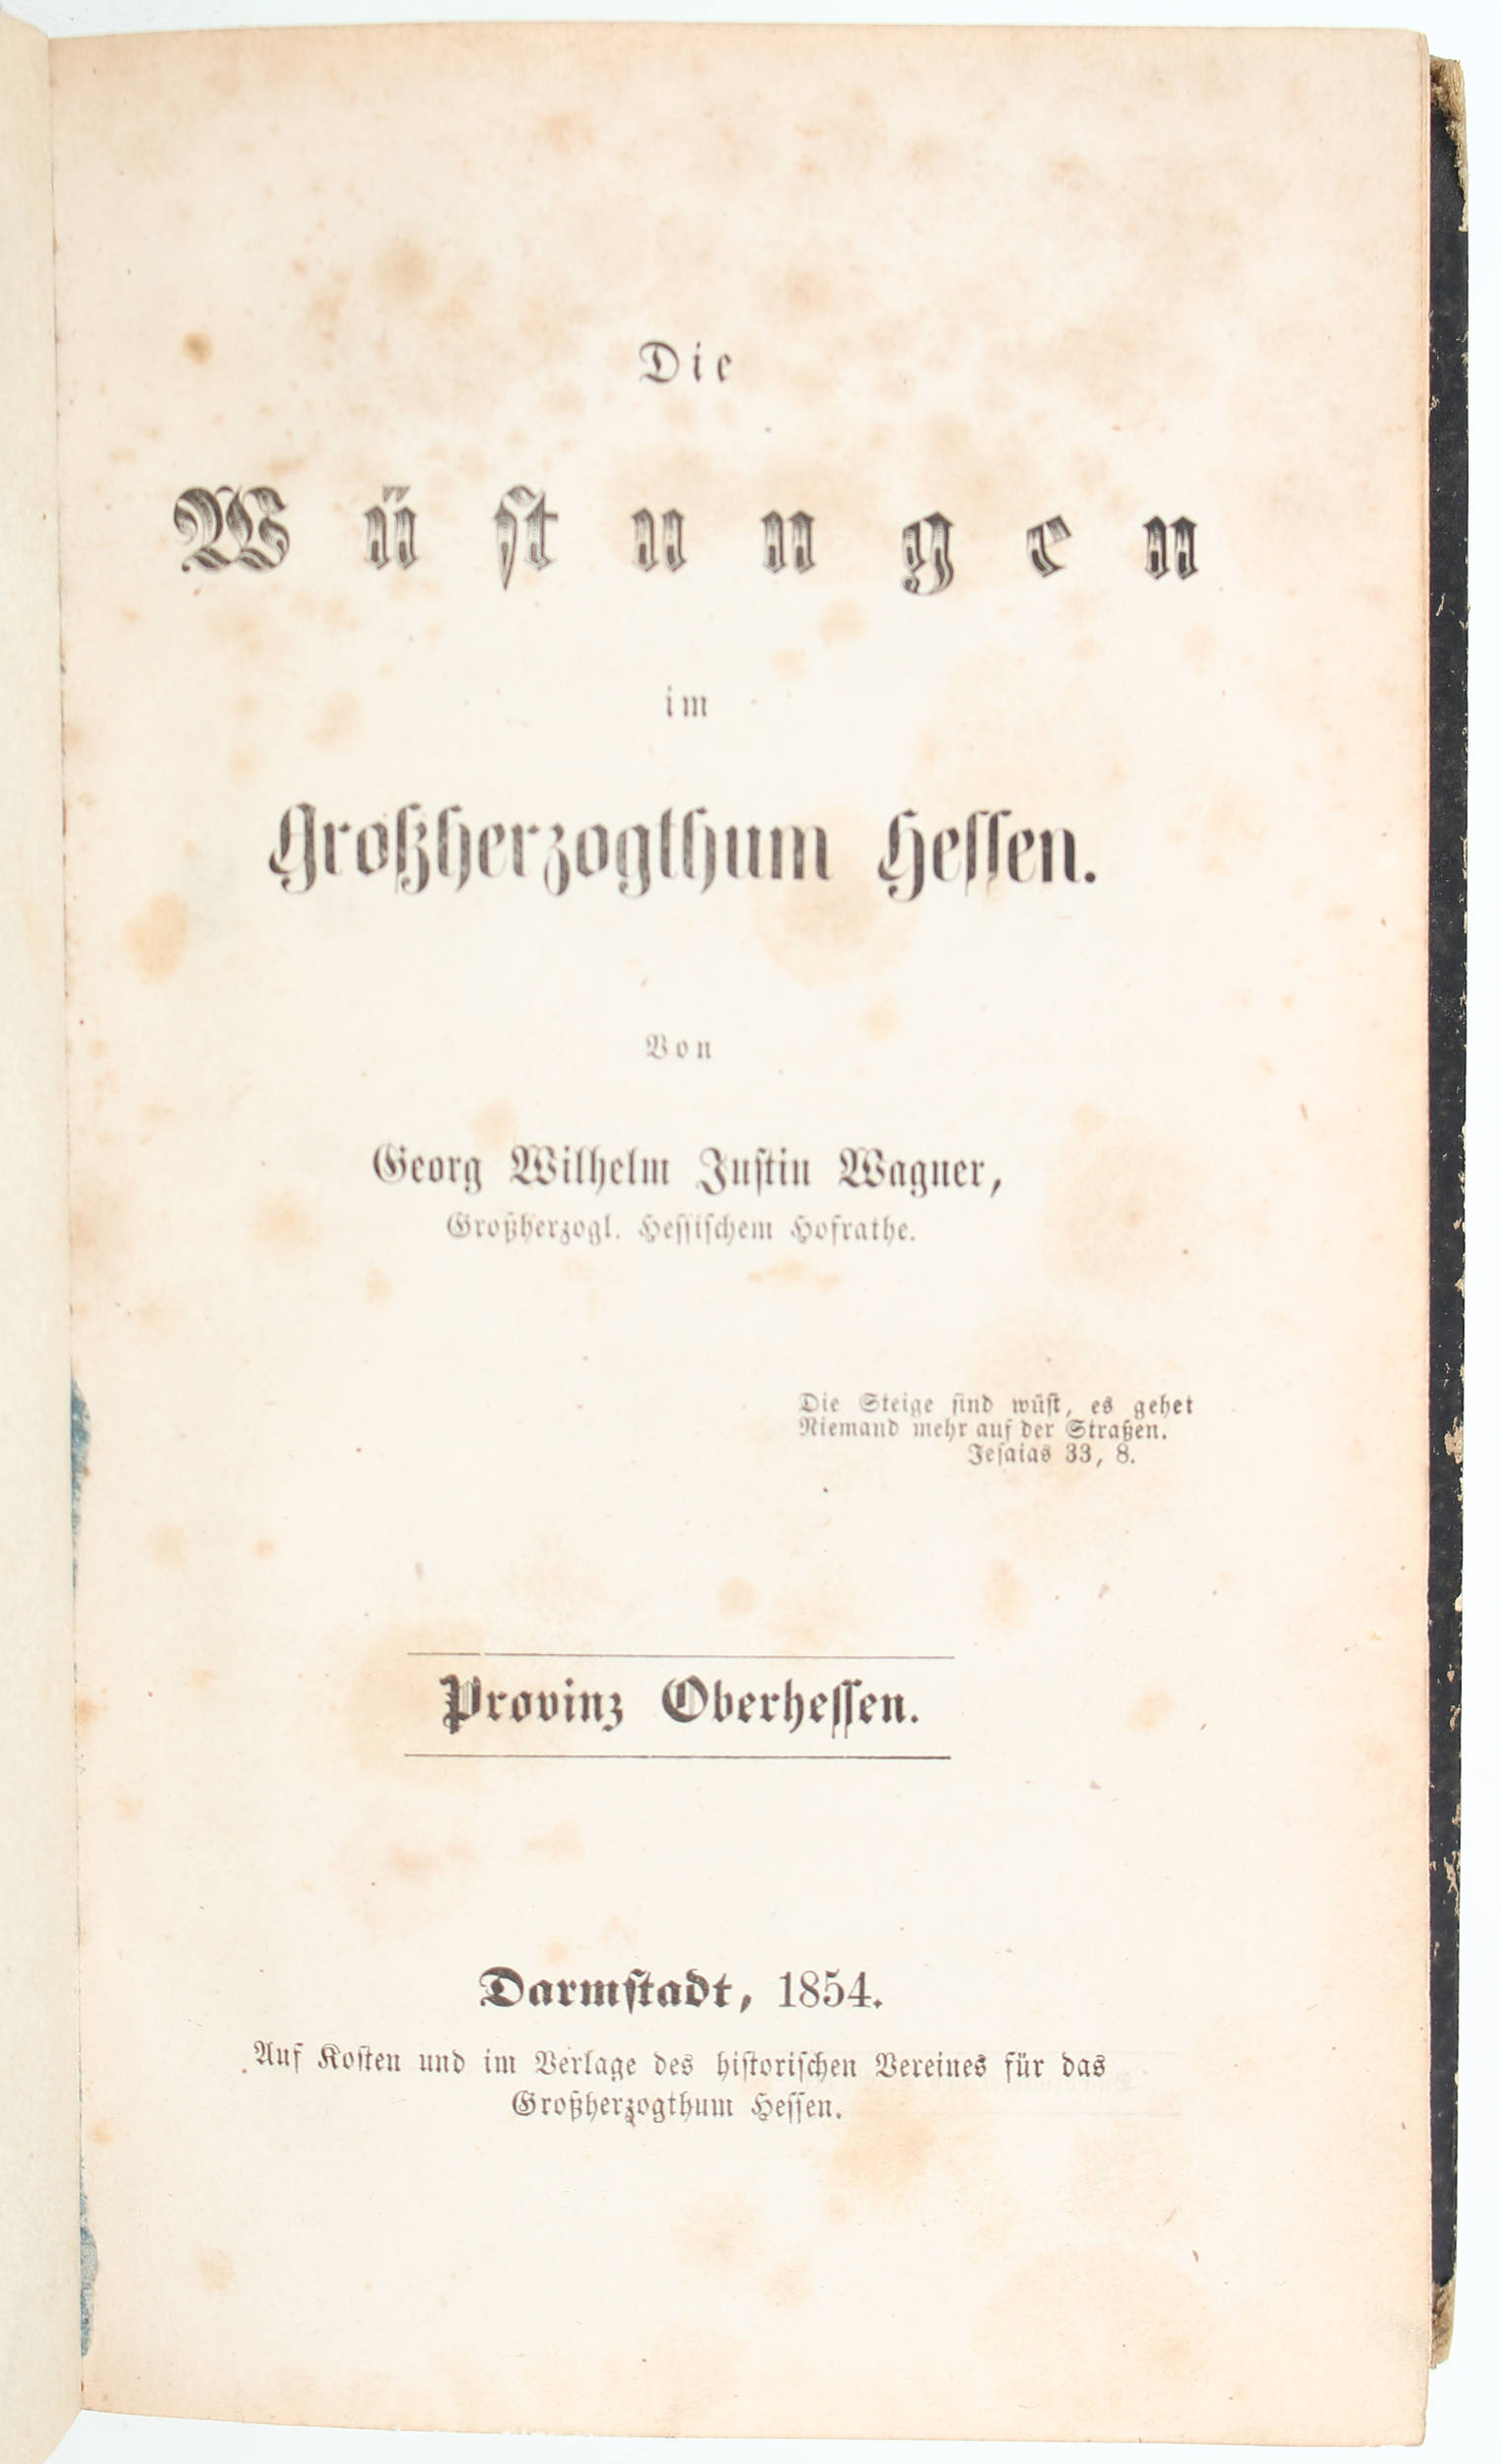 Die
Wüstungen
im
Großherzogthum Hessen.
Von
Georg Wilhelm Justin Wagner,
Großherzogl. Hessischem Hofrathe.
Die Steige sind wüst, es gehet
Niemand mehr auf der Straßen.
Jesaias 33, 8.
Provinz Oberhessen.
Darmstadt, 1854.
Auf Kosten und im Verlage des historischen Vereines für das
Großherzogthum Hessen.